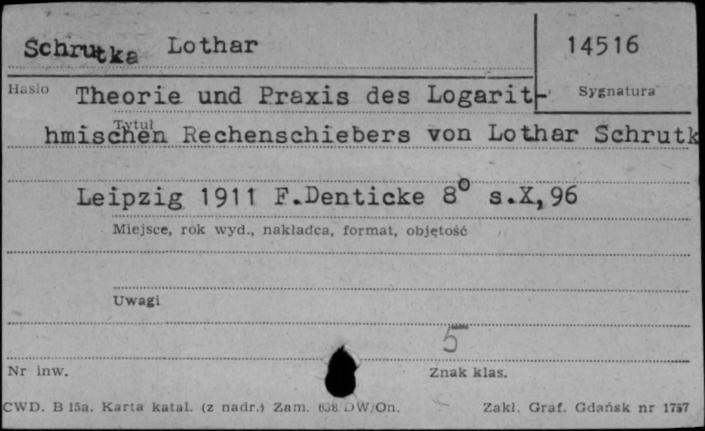 Schrutka Lothar
14516
Hasło Theorie und Praxis des Logarit-
Sygnatura
Tytuł
hmischen Rechenschiebers von Lothar Schrutk
Leipzig 1911 F.Denticke 8° s.X,96
Miejsce, rok wyd., nakładca, format, objętość
Uwagi
5
Nr inw.
Znak klas.
CWD. B 15a. Karta katal. (z nadr.) Zam. DW/On. Zakł. Graf. Gdańsk nr 1757